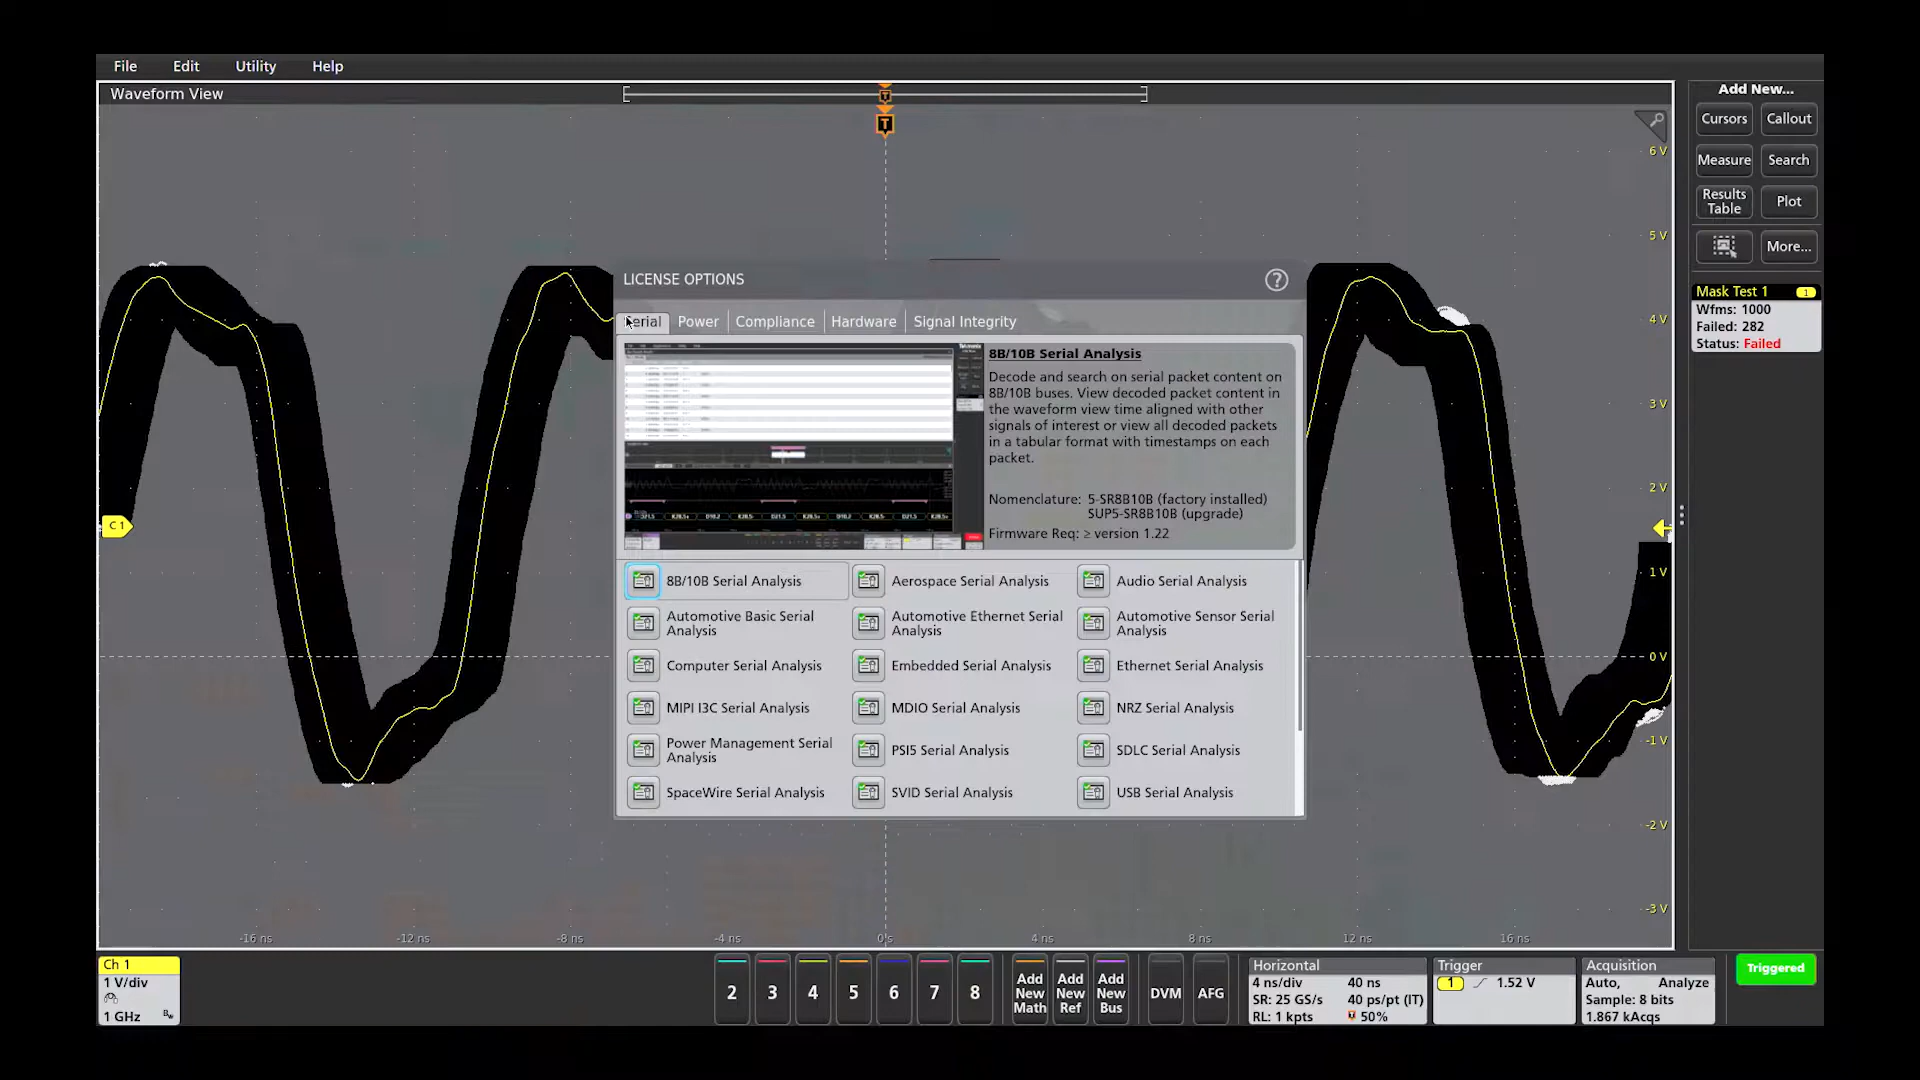 File Edit Utility Help
Waveform View
T
T
6 V
5 V
4 V
3 V
2 V
1 V
0 V
-1 V
-2 V
-3 V
C1
-16 ns -12 ns -8 ns -4 ns 0 s 4 ns 8 ns 12 ns 16 ns
LICENSE OPTIONS
?
Serial Power Compliance Hardware Signal Integrity
8B/10B Serial Analysis
Decode and search on serial packet content on
8B/10B buses. View decoded packet content in
the waveform view time aligned with other
signals of interest or view all decoded packets
in a tabular format with timestamps on each
packet.
Nomenclature: 5-SR8B10B (factory installed)
SUP5-SR8B10B (upgrade)
Firmware Req: ≥ version 1.22
8B/10B Serial Analysis
Aerospace Serial Analysis
Audio Serial Analysis
Automotive Basic Serial
Analysis
Automotive Ethernet Serial
Analysis
Automotive Sensor Serial
Analysis
Computer Serial Analysis
Embedded Serial Analysis
Ethernet Serial Analysis
MIPI I3C Serial Analysis
MDIO Serial Analysis
NRZ Serial Analysis
Power Management Serial
Analysis
PSI5 Serial Analysis
SDLC Serial Analysis
SpaceWire Serial Analysis
SVID Serial Analysis
USB Serial Analysis
Add New...
Cursors Callout
Measure Search
Results
Table
Plot
More...
Mask Test 1 1
Wfms: 1000
Failed: 282
Status: Failed
Ch 1
1 V/div
1 GHz
2 3 4 5 6 7 8
Add
New
Math
Add
New
Ref
Add
New
Bus
DVM
AFG
Horizontal
4 ns/div 40 ns
SR: 25 GS/s 40 ps/pt (IT)
RL: 1 kpts 50%
Trigger
1 1.52 V
Acquisition
Auto, Analyze
Sample: 8 bits
1.867 kAcqs
Triggered